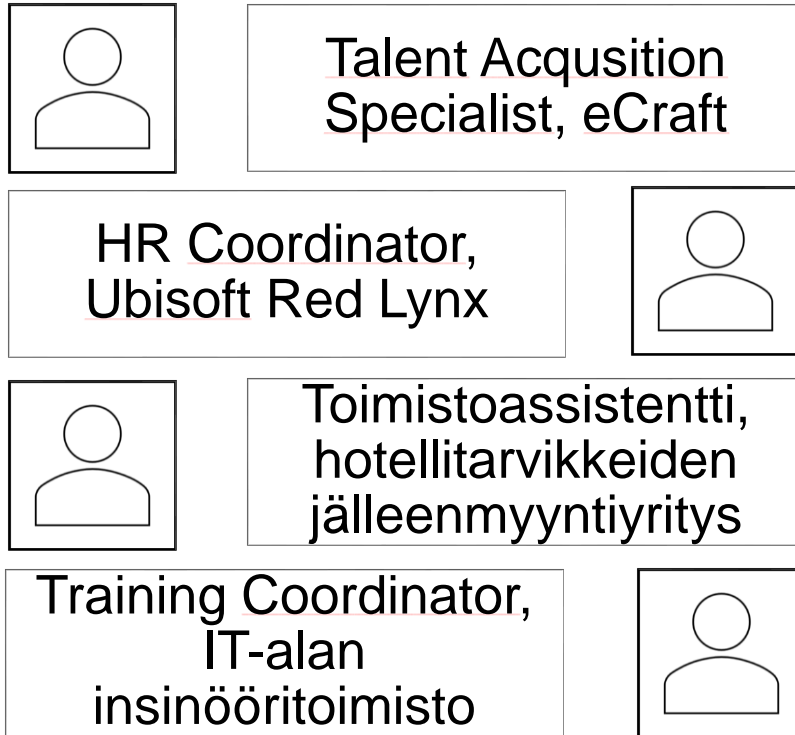 Talent Acqusition
Specialist, eCraft
HR Coordinator,
Ubisoft Red Lynx
Toimistoassistentti,
hotellitarvikkeiden
jälleenmyyntiyritys
Training Coordinator,
IT-alan
insinööritoimisto